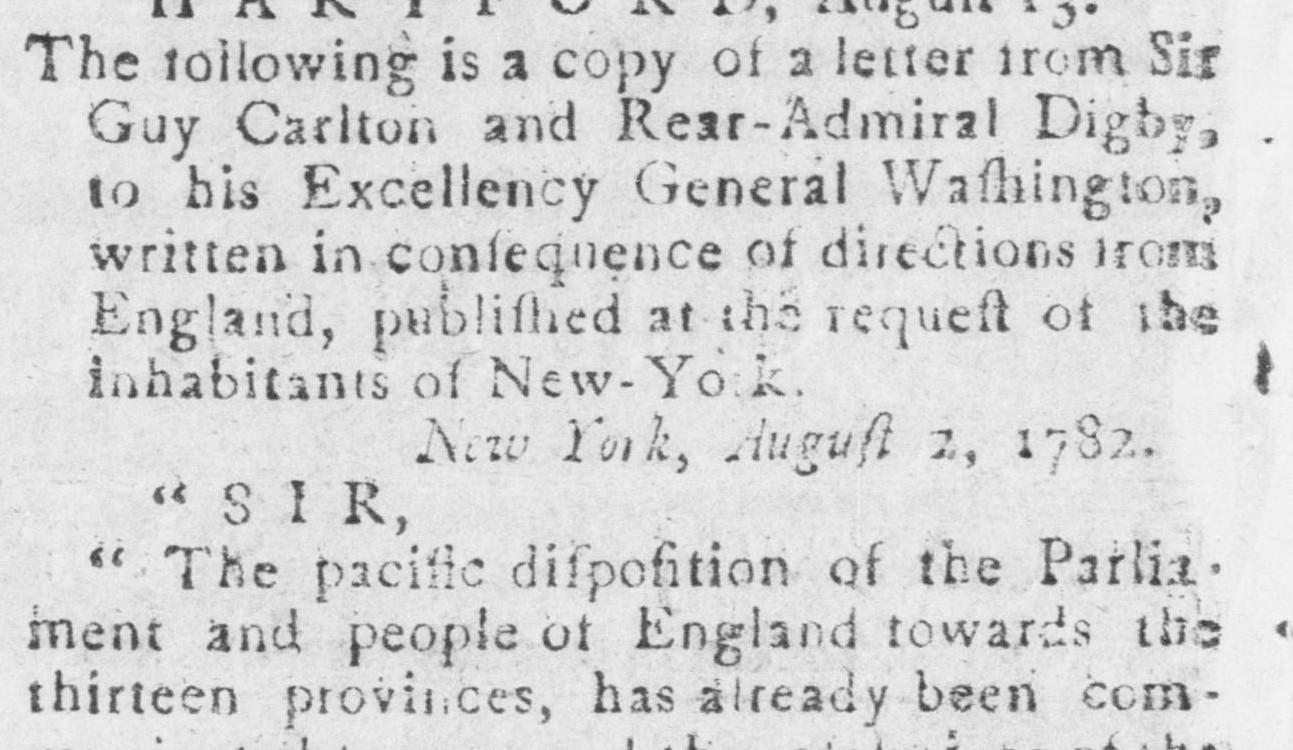 HARTFORD, August 13.
The following is a copy of a letter from Sir
Guy Carlton and Rear-Admiral Digby,
to his Excellency General Waſhington,
written in conſequence of directions from
England, publiſhed at the requeſt of the
inhabitants of New-York.
New York, Auguſt 2, 1782.
“ S I R,
“ The pacific diſpoſition of the Parlia-
ment and people of England towards the
thirteen provinces, has already been com-